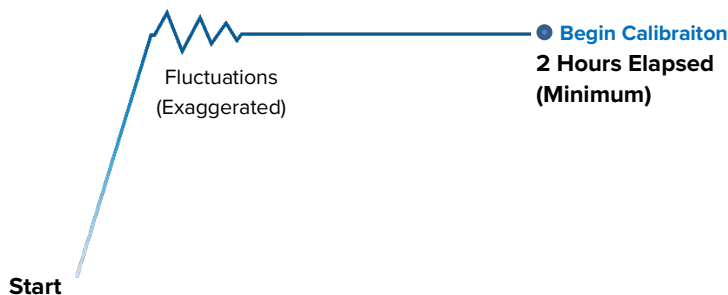 Begin Calibraiton
2 Hours Elapsed
(Minimum)
Fluctuations
(Exaggerated)
Start